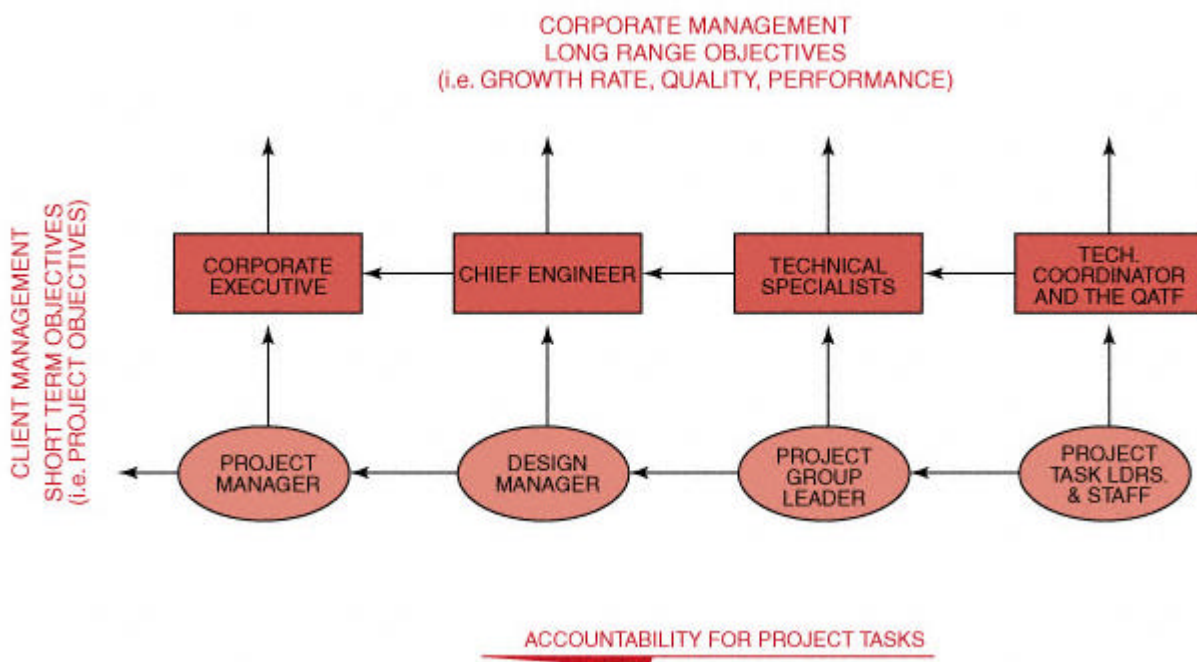 CORPORATE MANAGEMENT
LONG RANGE OBJECTIVES
(i.e. GROWTH RATE, QUALITY, PERFORMANCE)
CLIENT MANAGEMENT
SHORT TERM OBJECTIVES
(i.e. PROJECT OBJECTIVES)
CORPORATE
EXECUTIVE
CHIEF ENGINEER
TECHNICAL
SPECIALISTS
TECH.
COORDINATOR
AND THE QATF
PROJECT
MANAGER
DESIGN
MANAGER
PROJECT
GROUP
LEADER
PROJECT
TASK LDRS.
& STAFF
ACCOUNTABILITY FOR PROJECT TASKS